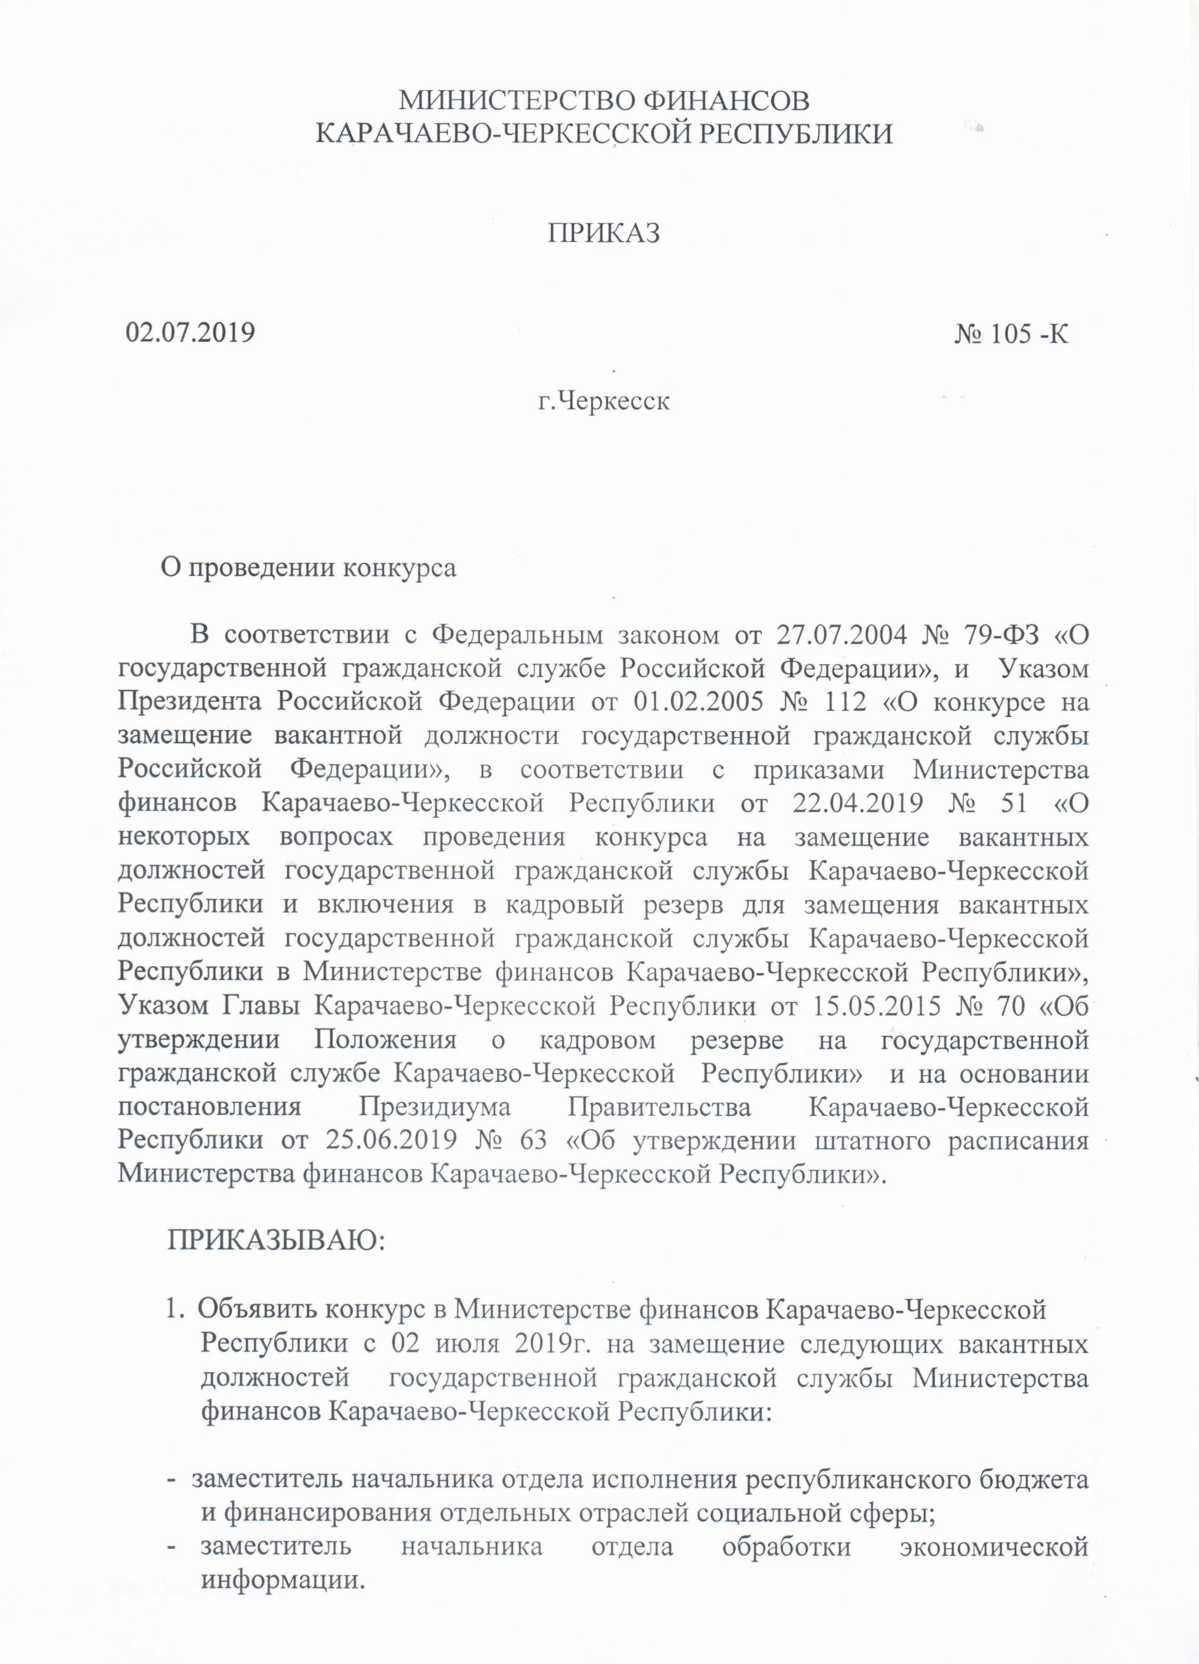 МИНИСТЕРСТВО ФИНАНСОВ
КАРАЧАЕВО-ЧЕРКЕССКОЙ РЕСПУБЛИКИ
ПРИКАЗ
02.07.2019 № 105 -К
г.Черкесск
О проведении конкурса
В соответствии с Федеральным законом от 27.07.2004 № 79-ФЗ «О
государственной гражданской службе Российской Федерации», и Указом
Президента Российской Федерации от 01.02.2005 № 112 «О конкурсе на
замещение вакантной должности государственной гражданской службы
Российской Федерации», в соответствии с приказами Министерства
финансов Карачаево-Черкесской Республики от 22.04.2019 № 51 «О
некоторых вопросах проведения конкурса на замещение вакантных
должностей государственной гражданской службы Карачаево-Черкесской
Республики и включения в кадровый резерв для замещения вакантных
должностей государственной гражданской службы Карачаево-Черкесской
Республики в Министерстве финансов Карачаево-Черкесской Республики»,
Указом Главы Карачаево-Черкесской Республики от 15.05.2015 № 70 «Об
утверждении Положения о кадровом резерве на государственной
гражданской службе Карачаево-Черкесской Республики» и на основании
постановления Президиума Правительства Карачаево-Черкесской
Республики от 25.06.2019 № 63 «Об утверждении штатного расписания
Министерства финансов Карачаево-Черкесской Республики».
ПРИКАЗЫВАЮ:
1. Объявить конкурс в Министерстве финансов Карачаево-Черкесской
Республики с 02 июля 2019г. на замещение следующих вакантных
должностей государственной гражданской службы Министерства
финансов Карачаево-Черкесской Республики:
- заместитель начальника отдела исполнения республиканского бюджета
и финансирования отдельных отраслей социальной сферы;
- заместитель начальника отдела обработки экономической
информации.